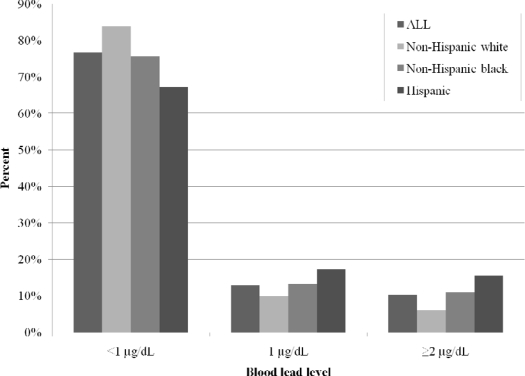 90%
80%
70%
60%
50%
40%
30%
20%
10%
0%
Percent
ALL
Non-Hispanic white
Non-Hispanic black
Hispanic
<1 µg/dL 1 µg/dL ≥2 µg/dL
Blood lead level